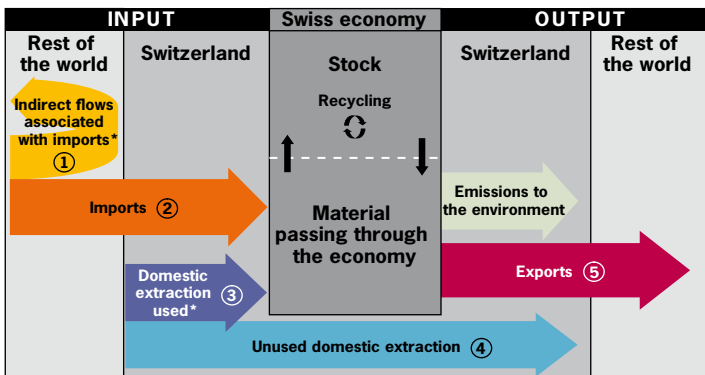 INPUT
Swiss economy
OUTPUT
Rest of
the world
Switzerland
Stock
Recycling
Switzerland
Rest of
the world
Indirect flows
associated
with imports*
①
Imports ②
Domestic
extraction ③
used*
Material
passing through
the economy
Emissions to
the environment
Exports ⑤
Unused domestic extraction ④